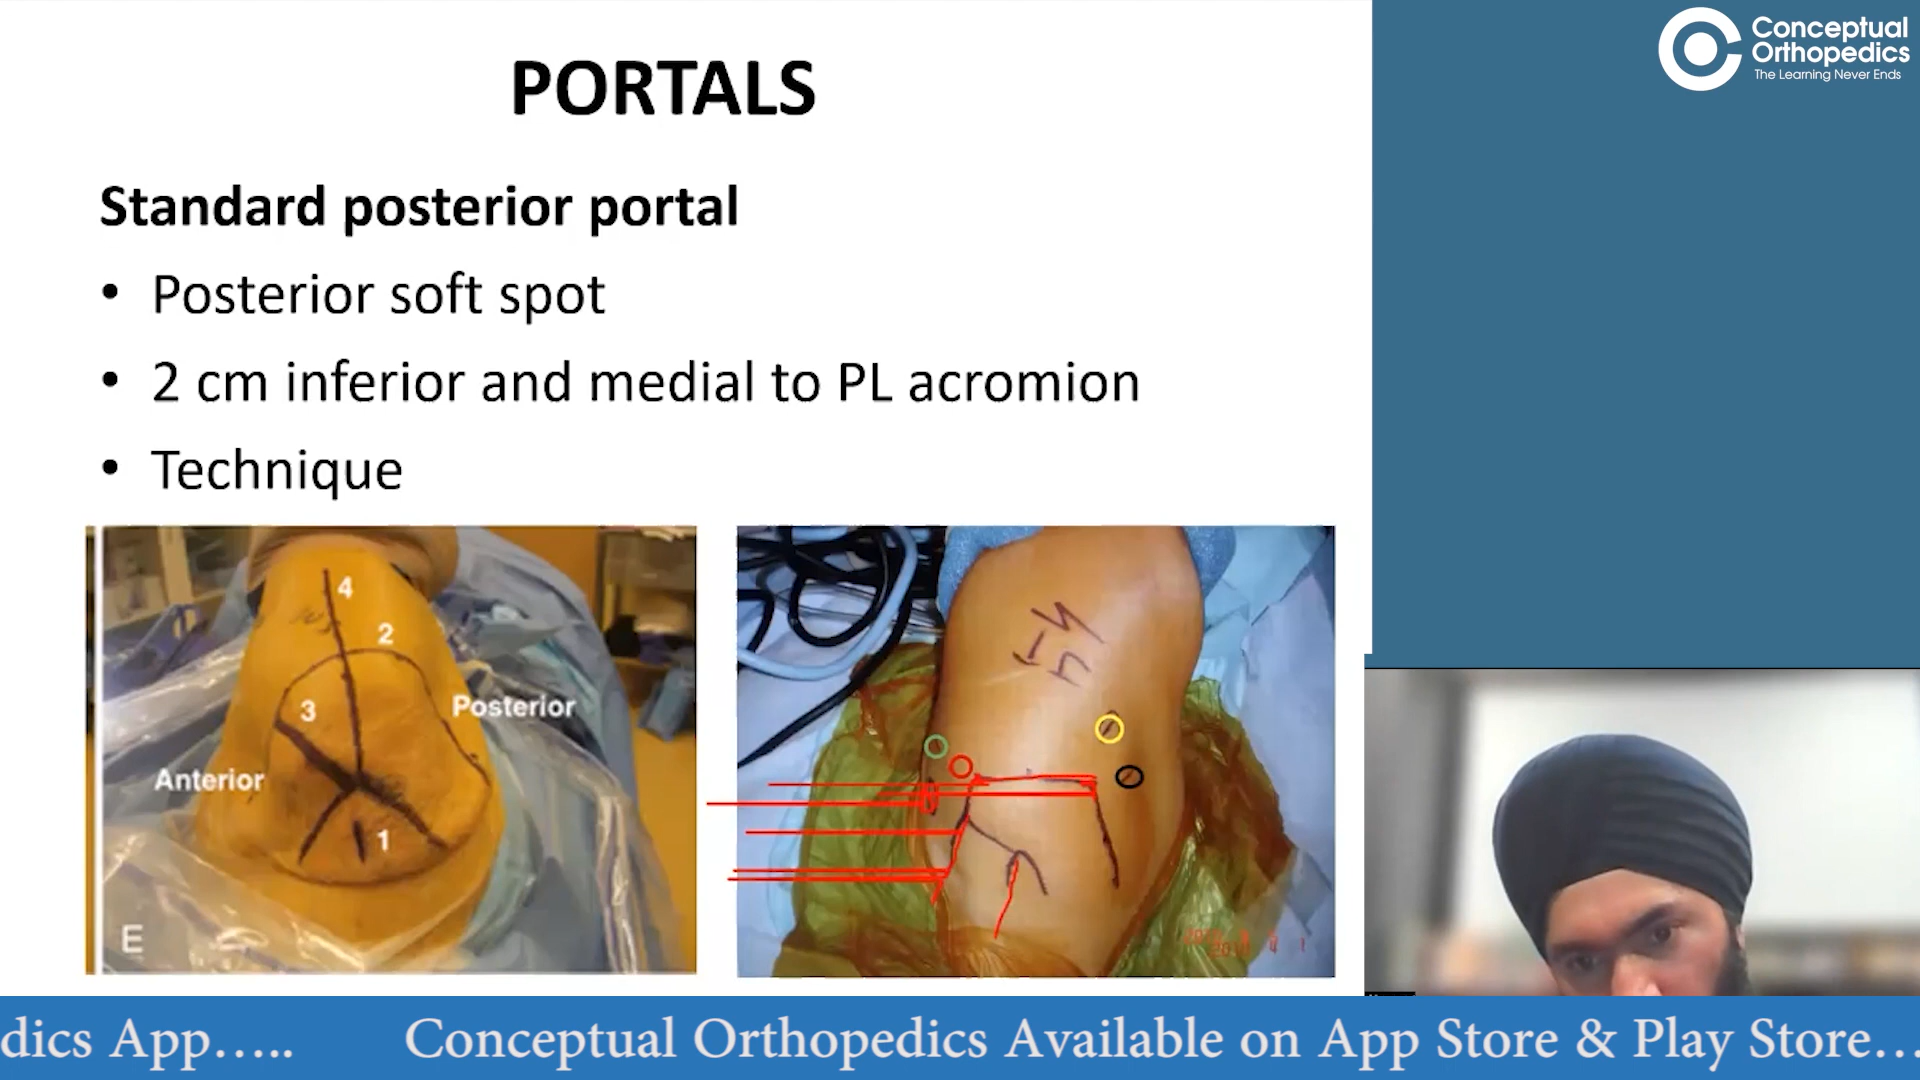 PORTALS
Standard posterior portal
• Posterior soft spot
• 2 cm inferior and medial to PL acromion
• Technique
4
2
3
Posterior
Anterior
1
E
Conceptual
Orthopedics
The Learning Never Ends
dics App..... Conceptual Orthopedics Available on App Store & Play Store...